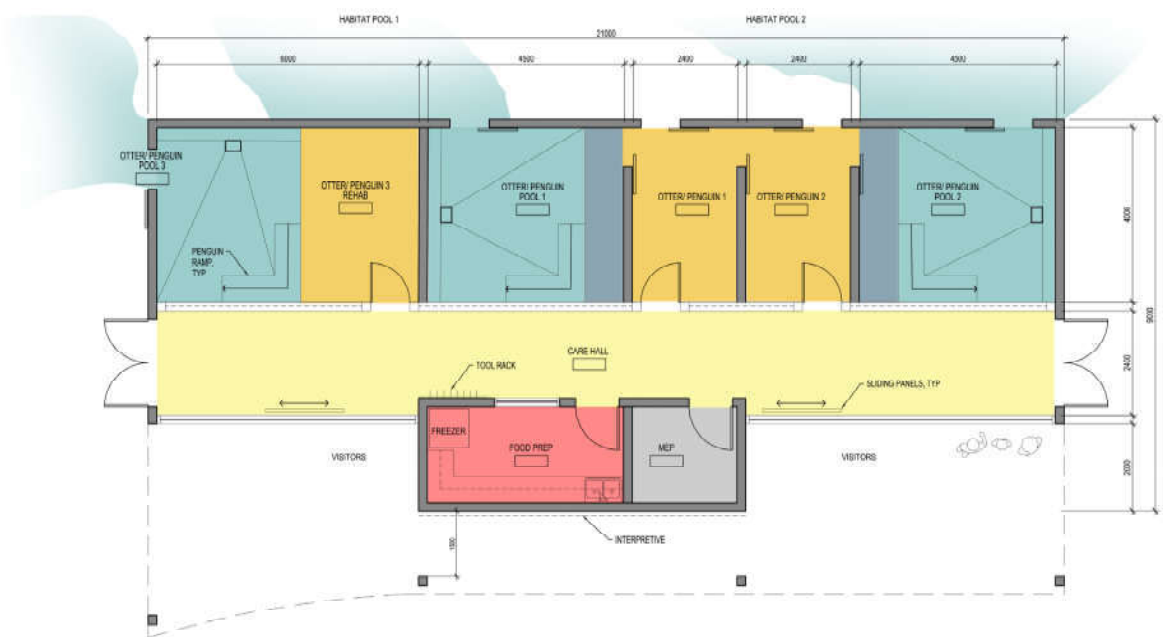 HABITAT POOL 1
HABITAT POOL 2
21000
6000
4500
2400
2400
4500
OTTER/ PENGUIN
POOL 3
OTTER/ PENGUIN 3
REHAB
OTTER/ PENGUIN
POOL 1
OTTER/ PENGUIN 1
OTTER/ PENGUIN 2
OTTER/ PENGUIN
POOL 2
4006
PENGUIN
RAMP,
TYP
9000
CARE HALL
TOOL RACK
SLIDING PANELS, TYP
2400
FREEZER
FOOD PREP
MEP
VISITORS
VISITORS
2000
INTERPRETIVE
1500